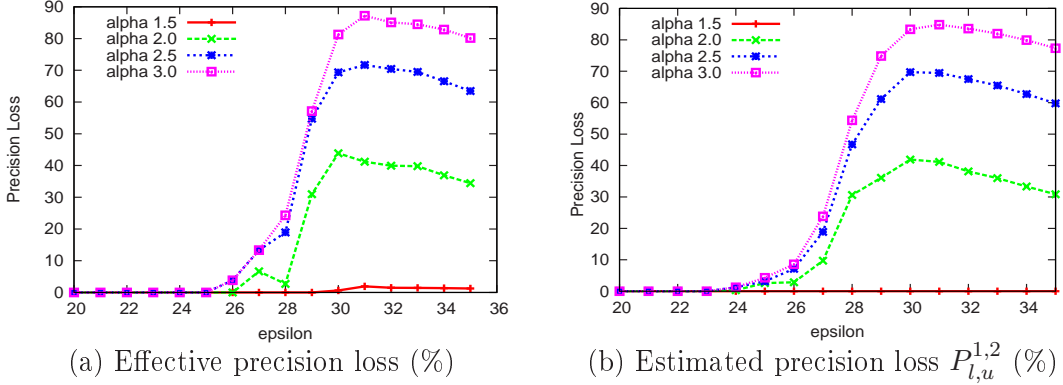 90
80
70
60
50
40
30
20
10
0
Precision Loss
alpha 1.5
alpha 2.0
alpha 2.5
alpha 3.0
20 22 24 26 28 30 32 34 36
epsilon
(a) Effective precision loss (%)
100
90
80
70
60
50
40
30
20
10
0
Precision Loss
alpha 1.5
alpha 2.0
alpha 2.5
alpha 3.0
20 22 24 26 28 30 32 34
epsilon
(b) Estimated precision loss $P_{l,u}^{1,2}$ (%)